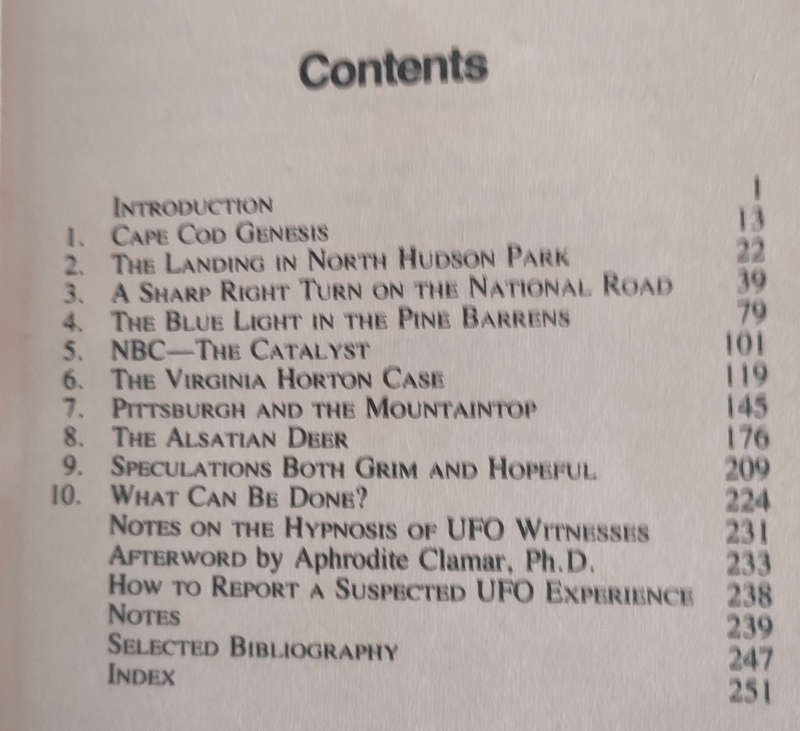 Contents
INTRODUCTION 1
1. CAPE COD GENESIS 13
2. THE LANDING IN NORTH HUDSON PARK 22
3. A SHARP RIGHT TURN ON THE NATIONAL ROAD 39
4. THE BLUE LIGHT IN THE PINE BARRENS 79
5. NBC—THE CATALYST 101
6. THE VIRGINIA HORTON CASE 119
7. PITTSBURGH AND THE MOUNTAINTOP 145
8. THE ALSATIAN DEER 176
9. SPECULATIONS BOTH GRIM AND HOPEFUL 209
10. WHAT CAN BE DONE? 224
NOTES ON THE HYPNOSIS OF UFO WITNESSES 231
AFTERWORD by Aphrodite Clamar, Ph.D. 233
HOW TO REPORT A SUSPECTED UFO EXPERIENCE 238
NOTES 239
SELECTED BIBLIOGRAPHY 247
INDEX 251